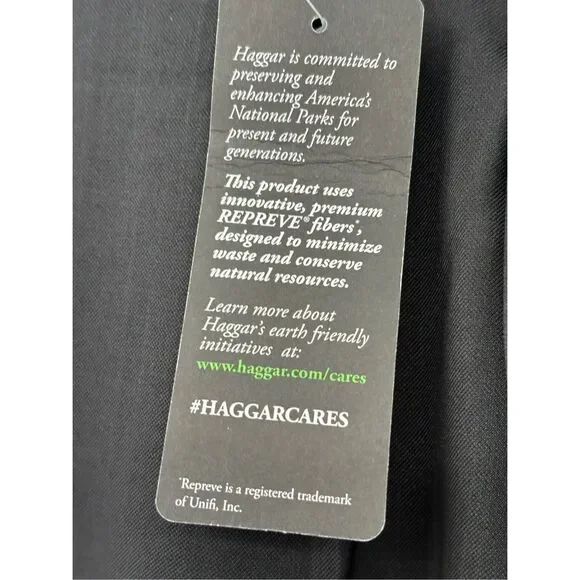 Haggar is committed to
preserving and
enhancing America's
National Parks for
present and future
generations.
This product uses
innovative, premium
REPREVE® fibers*,
designed to minimize
waste and conserve
natural resources.
Learn more about
Haggar's earth friendly
initiatives at:
www.haggar.com/cares
#HAGGARCARES
*Repreve is a registered trademark
of Unifi, Inc.